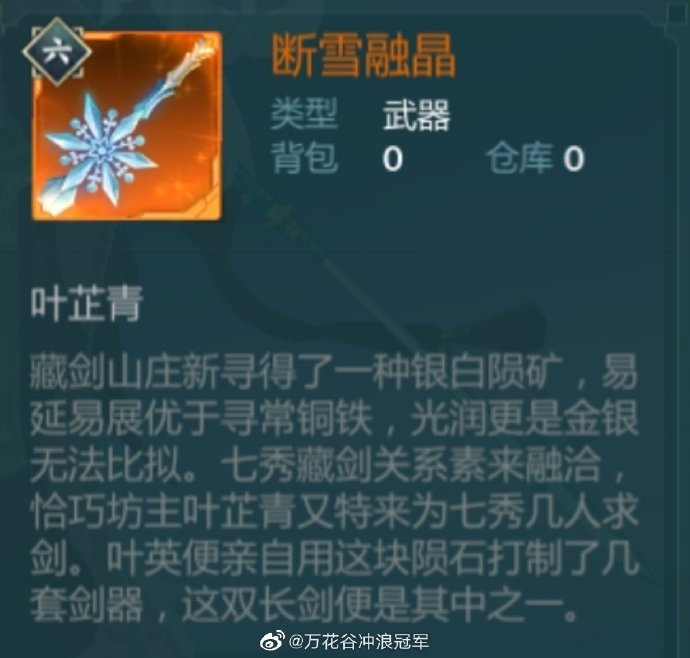 六
断雪融晶
类型 武器
背包 0 仓库 0
叶芷青
藏剑山庄新寻得了一种银白陨矿，易
延易展优于寻常铜铁，光润更是金银
无法比拟。七秀藏剑关系素来融洽，
恰巧坊主叶芷青又特来为七秀几人求
剑。叶英便亲自用这块陨石打制了几
套剑器，这双长剑便是其中之一。
@万花谷冲浪冠军